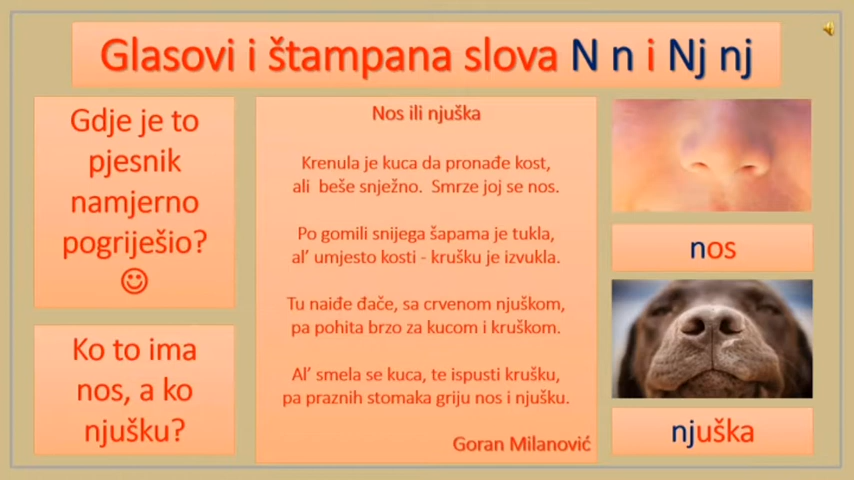 Glasovi i štampana slova N n i Nj nj
Gdje je to
pjesnik
namjerno
pogriješio?
☺
Ko to ima
nos, a ko
njušku?
Nos ili njuška
Krenula je kuca da pronađe kost,
ali beše snježno. Smrze joj se nos.
Po gomili snijega šapama je tukla,
al’ umjesto kosti - krušku je izvukla.
Tu naiđe đače, sa crvenom njuškom,
pa pohita brzo za kucom i kruškom.
Al’ smela se kuca, te ispusti krušku,
pa praznih stomaka griju nos i njušku.
Goran Milanović
nos
njuška